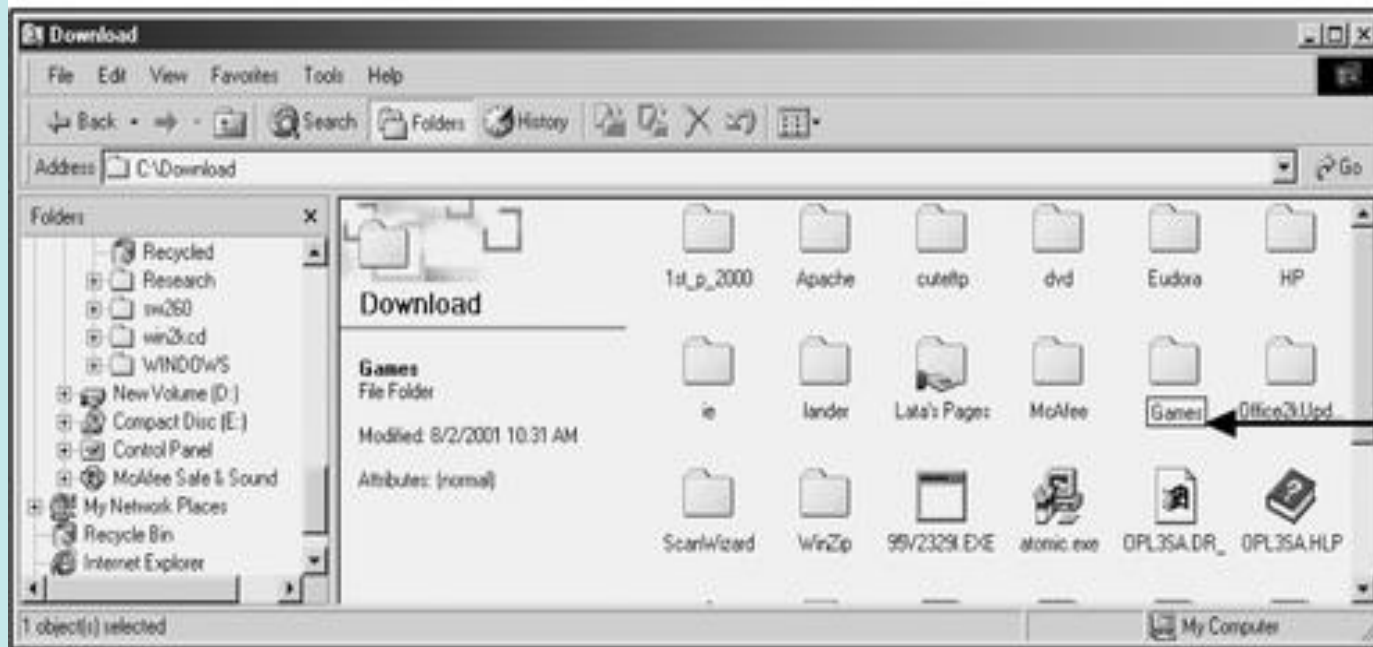 Download
File Edit View Favorites Tools Help
Back Search Folders History
Address C:\Download Go
Folders
Recycled
Research
sw260
win2kcd
WINDOWS
New Volume (D:)
Compact Disc (E:)
Control Panel
McAfee Safe & Sound
My Network Places
Recycle Bin
Internet Explorer
Download
Games
File Folder
Modified: 8/2/2001 10:31 AM
Attributes: (normal)
1st_p_2000 Apache cuteftp dvd Eudora HP
ie lander Lata's Pages McAfee Games Office2kUpd...
ScanWizard WinZip atomic.exe OPL3SA.DR_ OPL3SA.HLP
1 object(s) selected My Computer